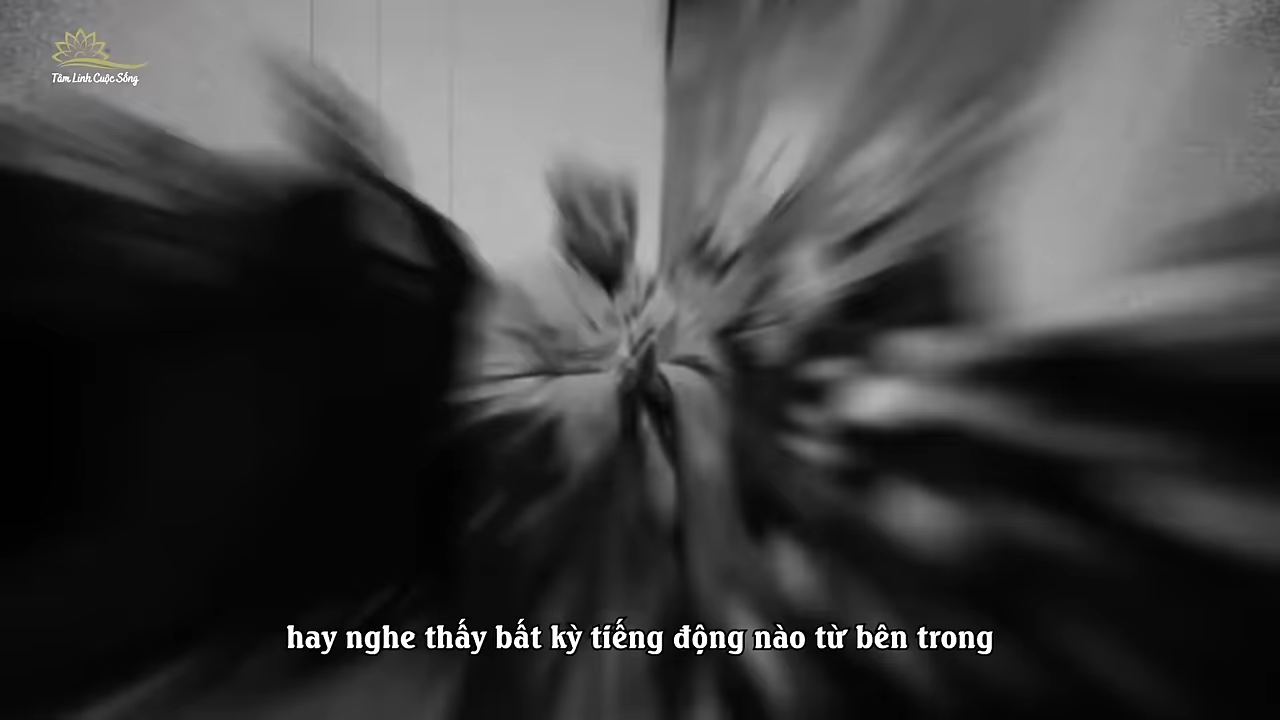 Tâm Linh Cuộc Sống
hay nghe thấy bất kỳ tiếng động nào từ bên trong